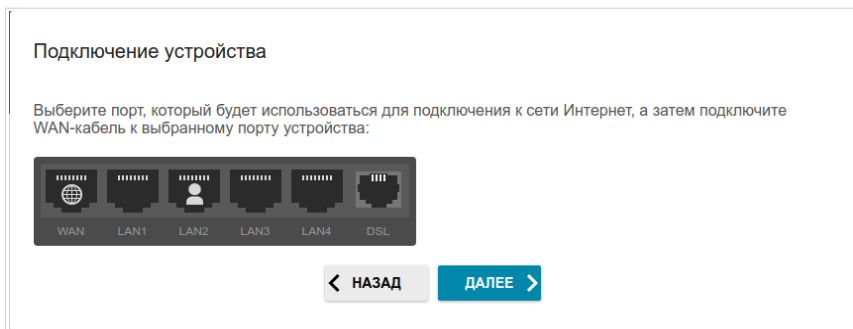 Подключение устройства
Выберите порт, который будет использоваться для подключения к сети Интернет, а затем подключите
WAN-кабель к выбранному порту устройства:
WAN LAN1 LAN2 LAN3 LAN4 DSL
НАЗАД ДАЛЕЕ